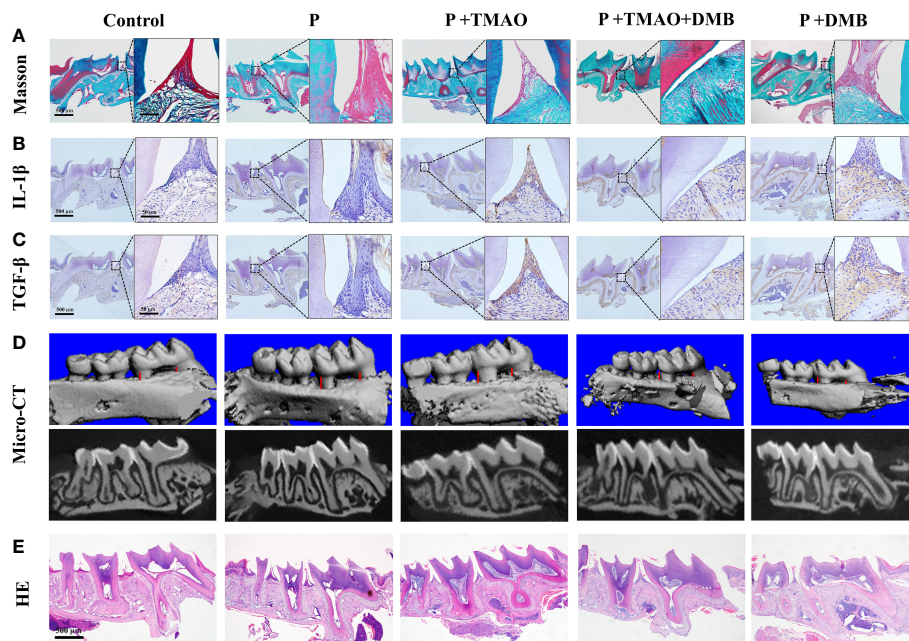 Control P P +TMAO P +TMAO+DMB P +DMB
A
Masson
500 μm
B
IL-1β
500 μm 50 μm
C
TGF-β
500 μm 50 μm
D
Micro-CT
E
HE
500 μm